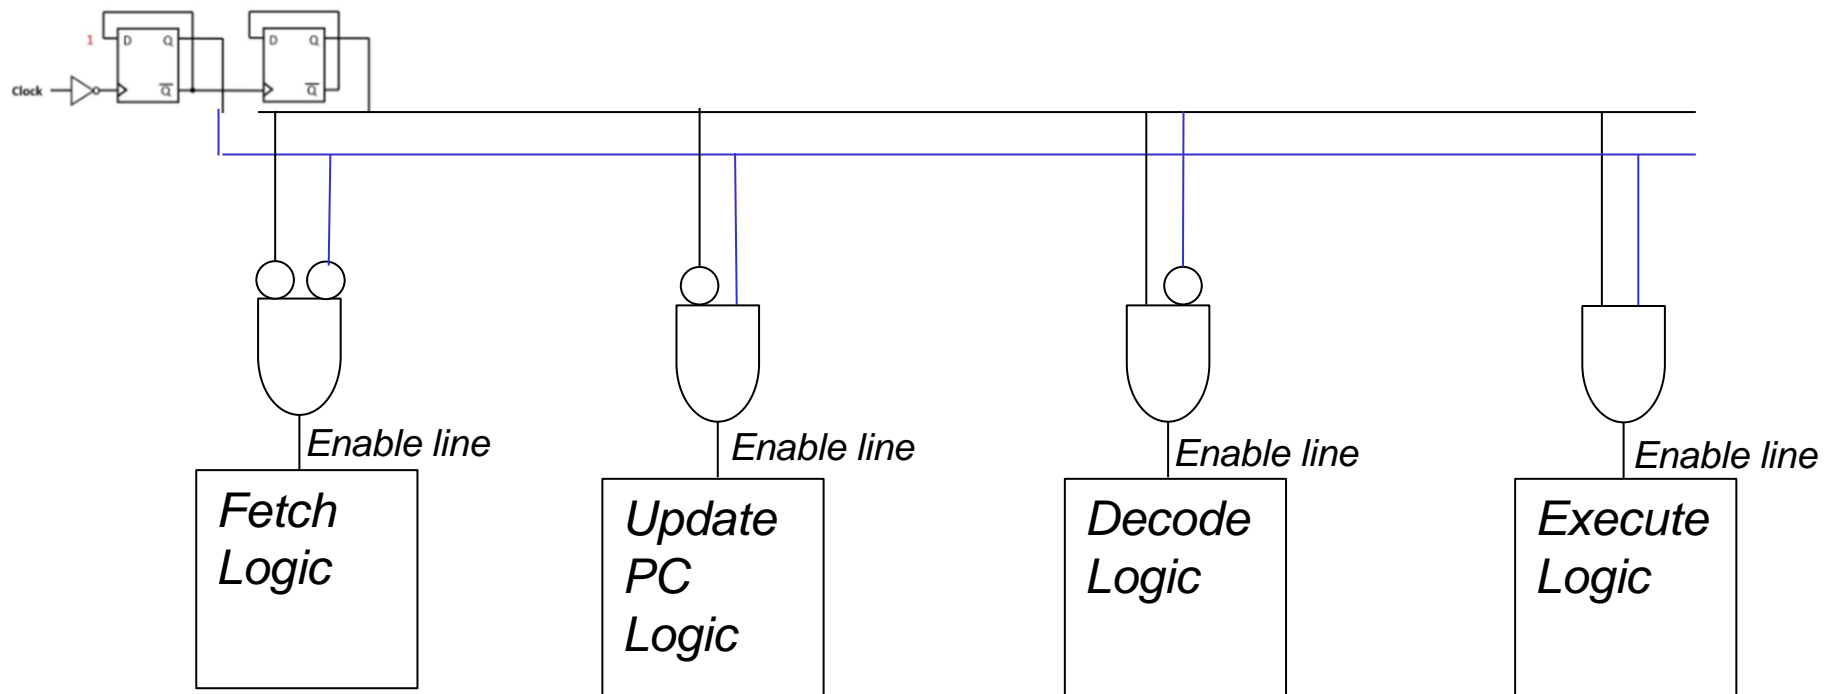 1 D Q D Q
Clock Q Q
Enable line
Enable line
Enable line
Enable line
Fetch
Logic
Update
PC
Logic
Decode
Logic
Execute
Logic